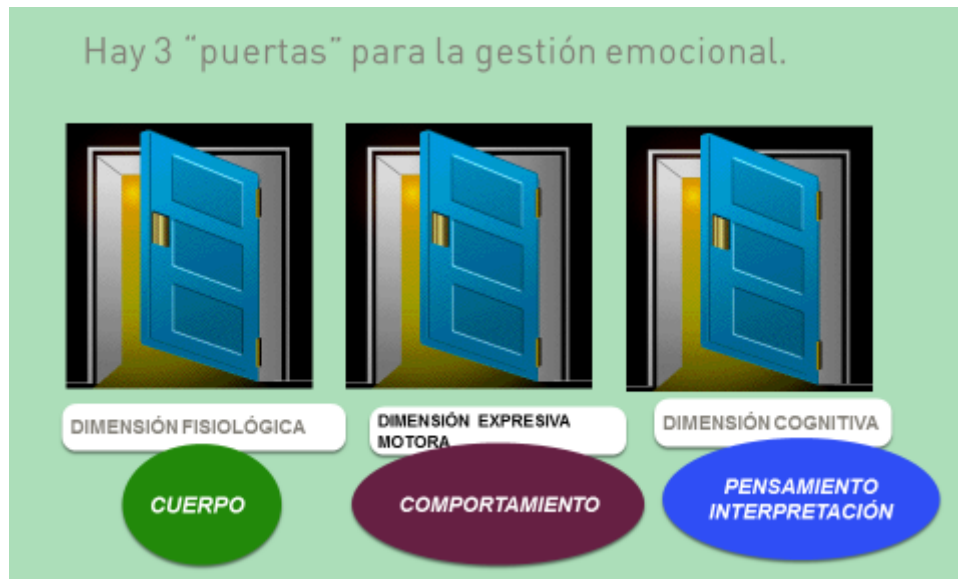 Hay 3 “puertas” para la gestión emocional.
DIMENSIÓN FISIOLÓGICA
DIMENSIÓN EXPRESIVA
MOTORA
DIMENSIÓN COGNITIVA
CUERPO
COMPORTAMIENTO
PENSAMIENTO
INTERPRETACIÓN